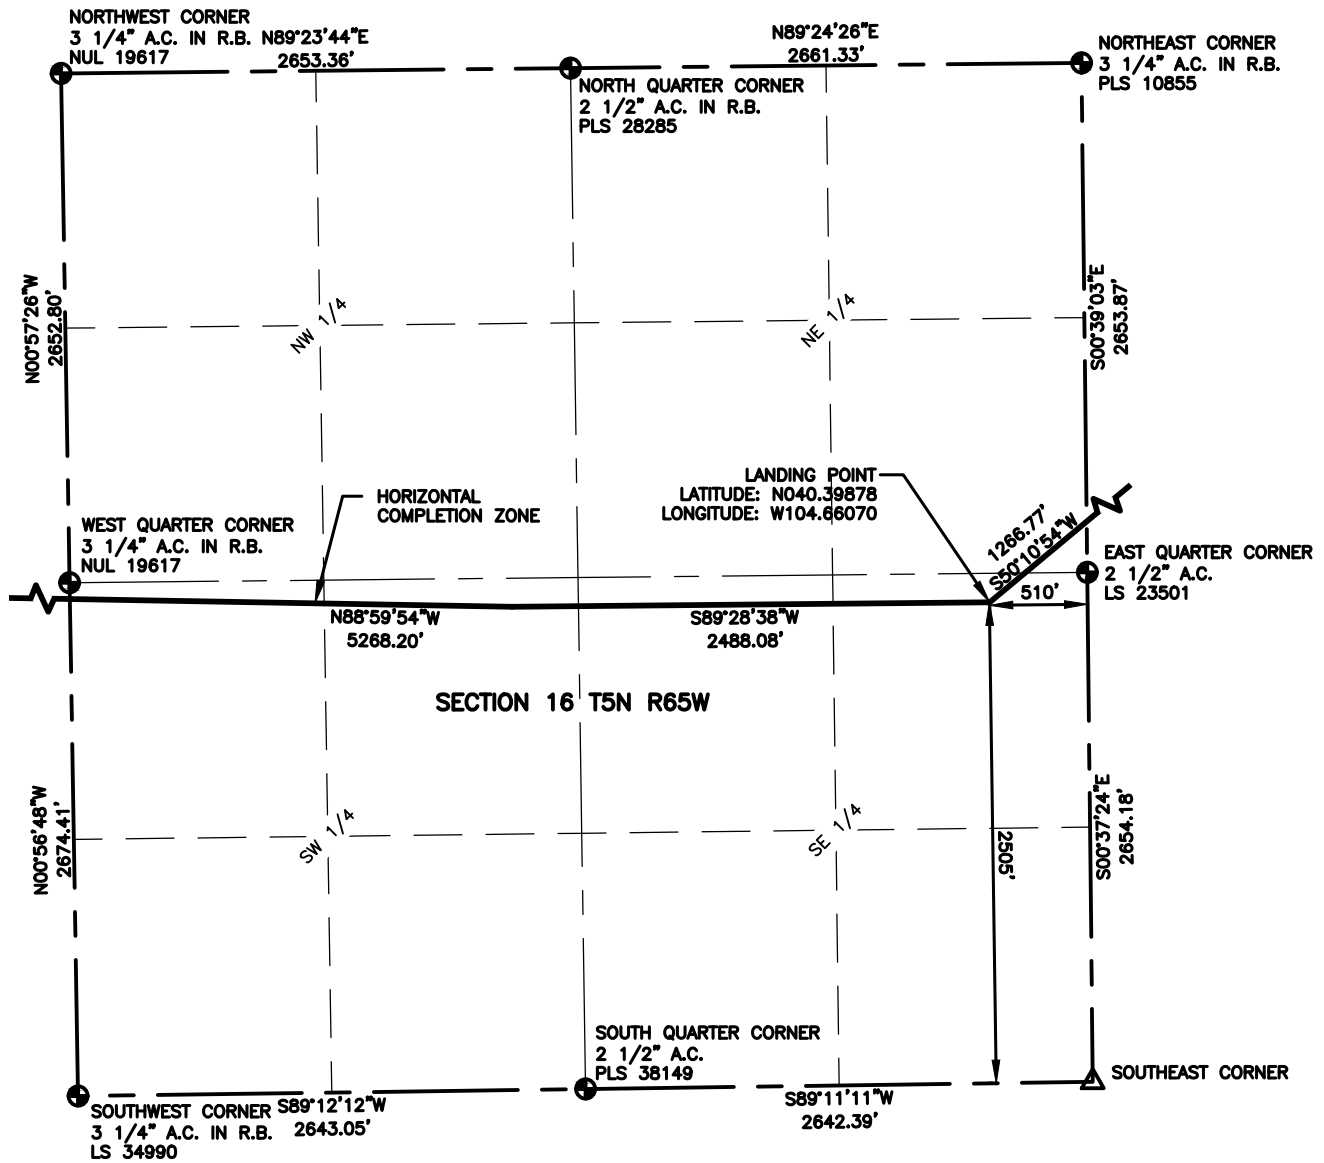 NORTHWEST CORNER
3 1/4" A.C. IN R.B.
NUL 19617
N89°23'44"E
2653.36'
N89°24'26"E
2661.33'
NORTHEAST CORNER
3 1/4" A.C. IN R.B.
PLS 10855
NORTH QUARTER CORNER
2 1/2" A.C. IN R.B.
PLS 28285
N00°57'26"W
2652.80'
NW 1/4
NE 1/4
S00°39'03"E
2653.87'
HORIZONTAL
COMPLETION ZONE
LANDING POINT
LATITUDE: N040.39878
LONGITUDE: W104.66070
1266.77'
S50°10'54"W
WEST QUARTER CORNER
3 1/4" A.C. IN R.B.
NUL 19617
EAST QUARTER CORNER
2 1/2" A.C.
LS 23501
510'
N88°59'54"W
5268.20'
S89°28'38"W
2488.08'
SECTION 16 T5N R65W
N00°56'48"W
2674.41'
SW 1/4
SE 1/4
2505'
S00°37'24"E
2654.18'
SOUTH QUARTER CORNER
2 1/2" A.C.
PLS 38149
SOUTHEAST CORNER
SOUTHWEST CORNER
3 1/4" A.C. IN R.B.
LS 34990
S89°12'12"W
2643.05'
S89°11'11"W
2642.39'